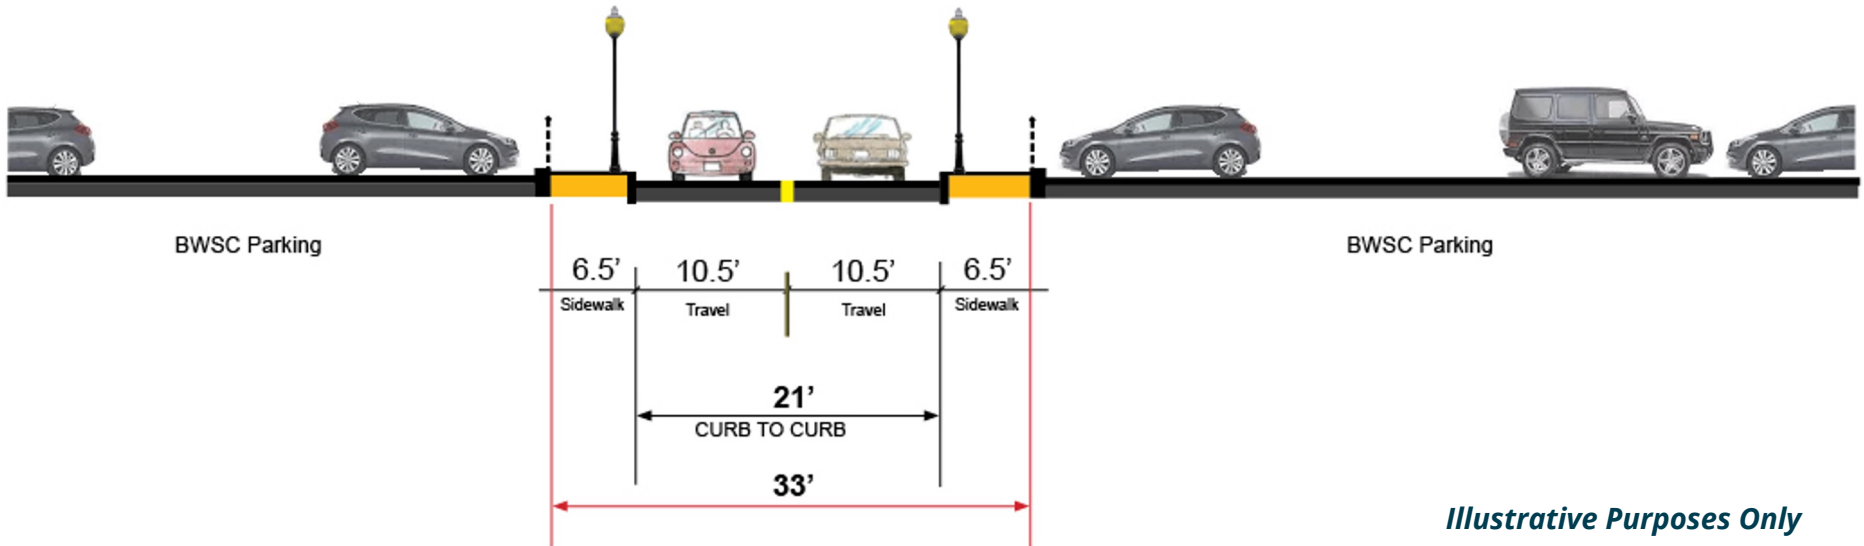 BWSC Parking
BWSC Parking
6.5’ 10.5’ 10.5’ 6.5’
Sidewalk Travel Travel Sidewalk
21’
CURB TO CURB
33’
Illustrative Purposes Only